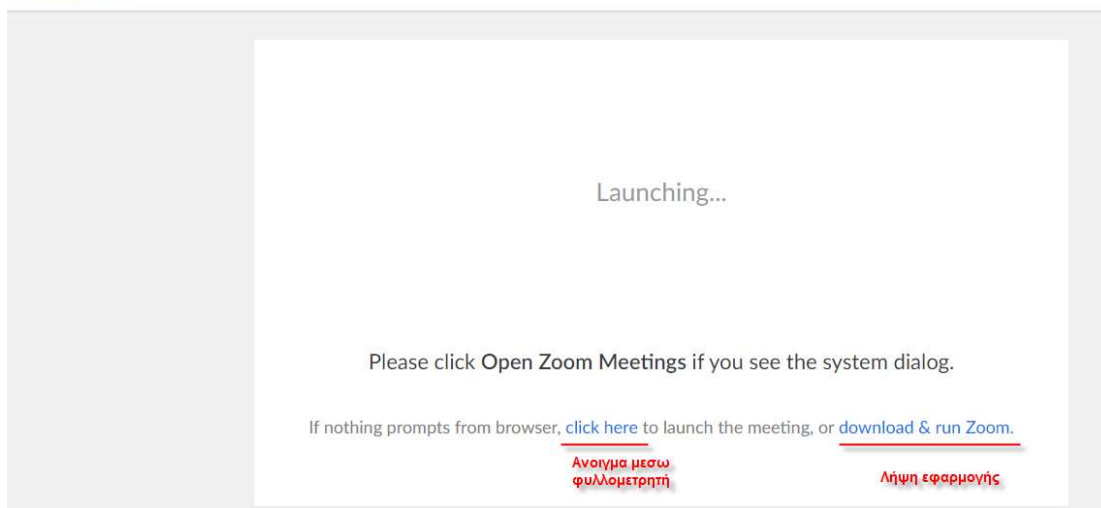 Launching...
Please click Open Zoom Meetings if you see the system dialog.
If nothing prompts from browser, click here to launch the meeting, or download & run Zoom.
Ανοιγμα μεσω
φυλλομετρητή
Λήψη εφαρμογής